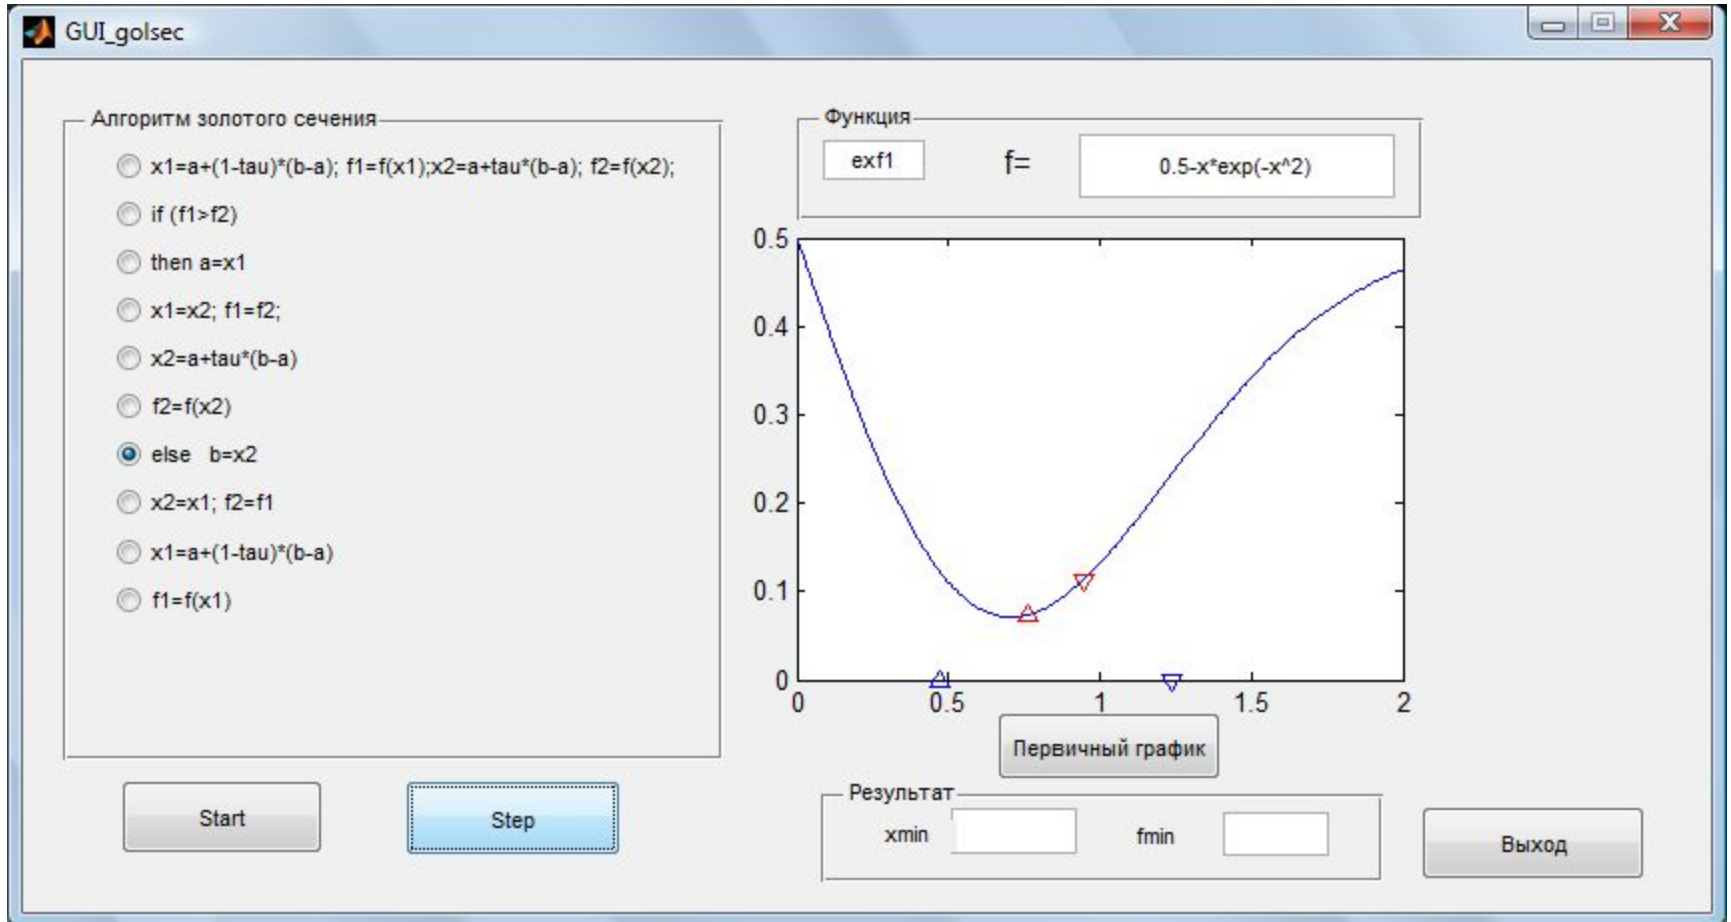 GUI_golsec
Алгоритм золотого сечения
x1=a+(1-tau)*(b-a); f1=f(x1);x2=a+tau*(b-a); f2=f(x2);
if (f1>f2)
then a=x1
x1=x2; f1=f2;
x2=a+tau*(b-a)
f2=f(x2)
else b=x2
x2=x1; f2=f1
x1=a+(1-tau)*(b-a)
f1=f(x1)
Start
Step
Функция
exf1 f= 0.5-x*exp(-x^2)
0.5
0.4
0.3
0.2
0.1
0
0 0.5 1 1.5 2
Первичный график
Результат
xmin fmin
Выход